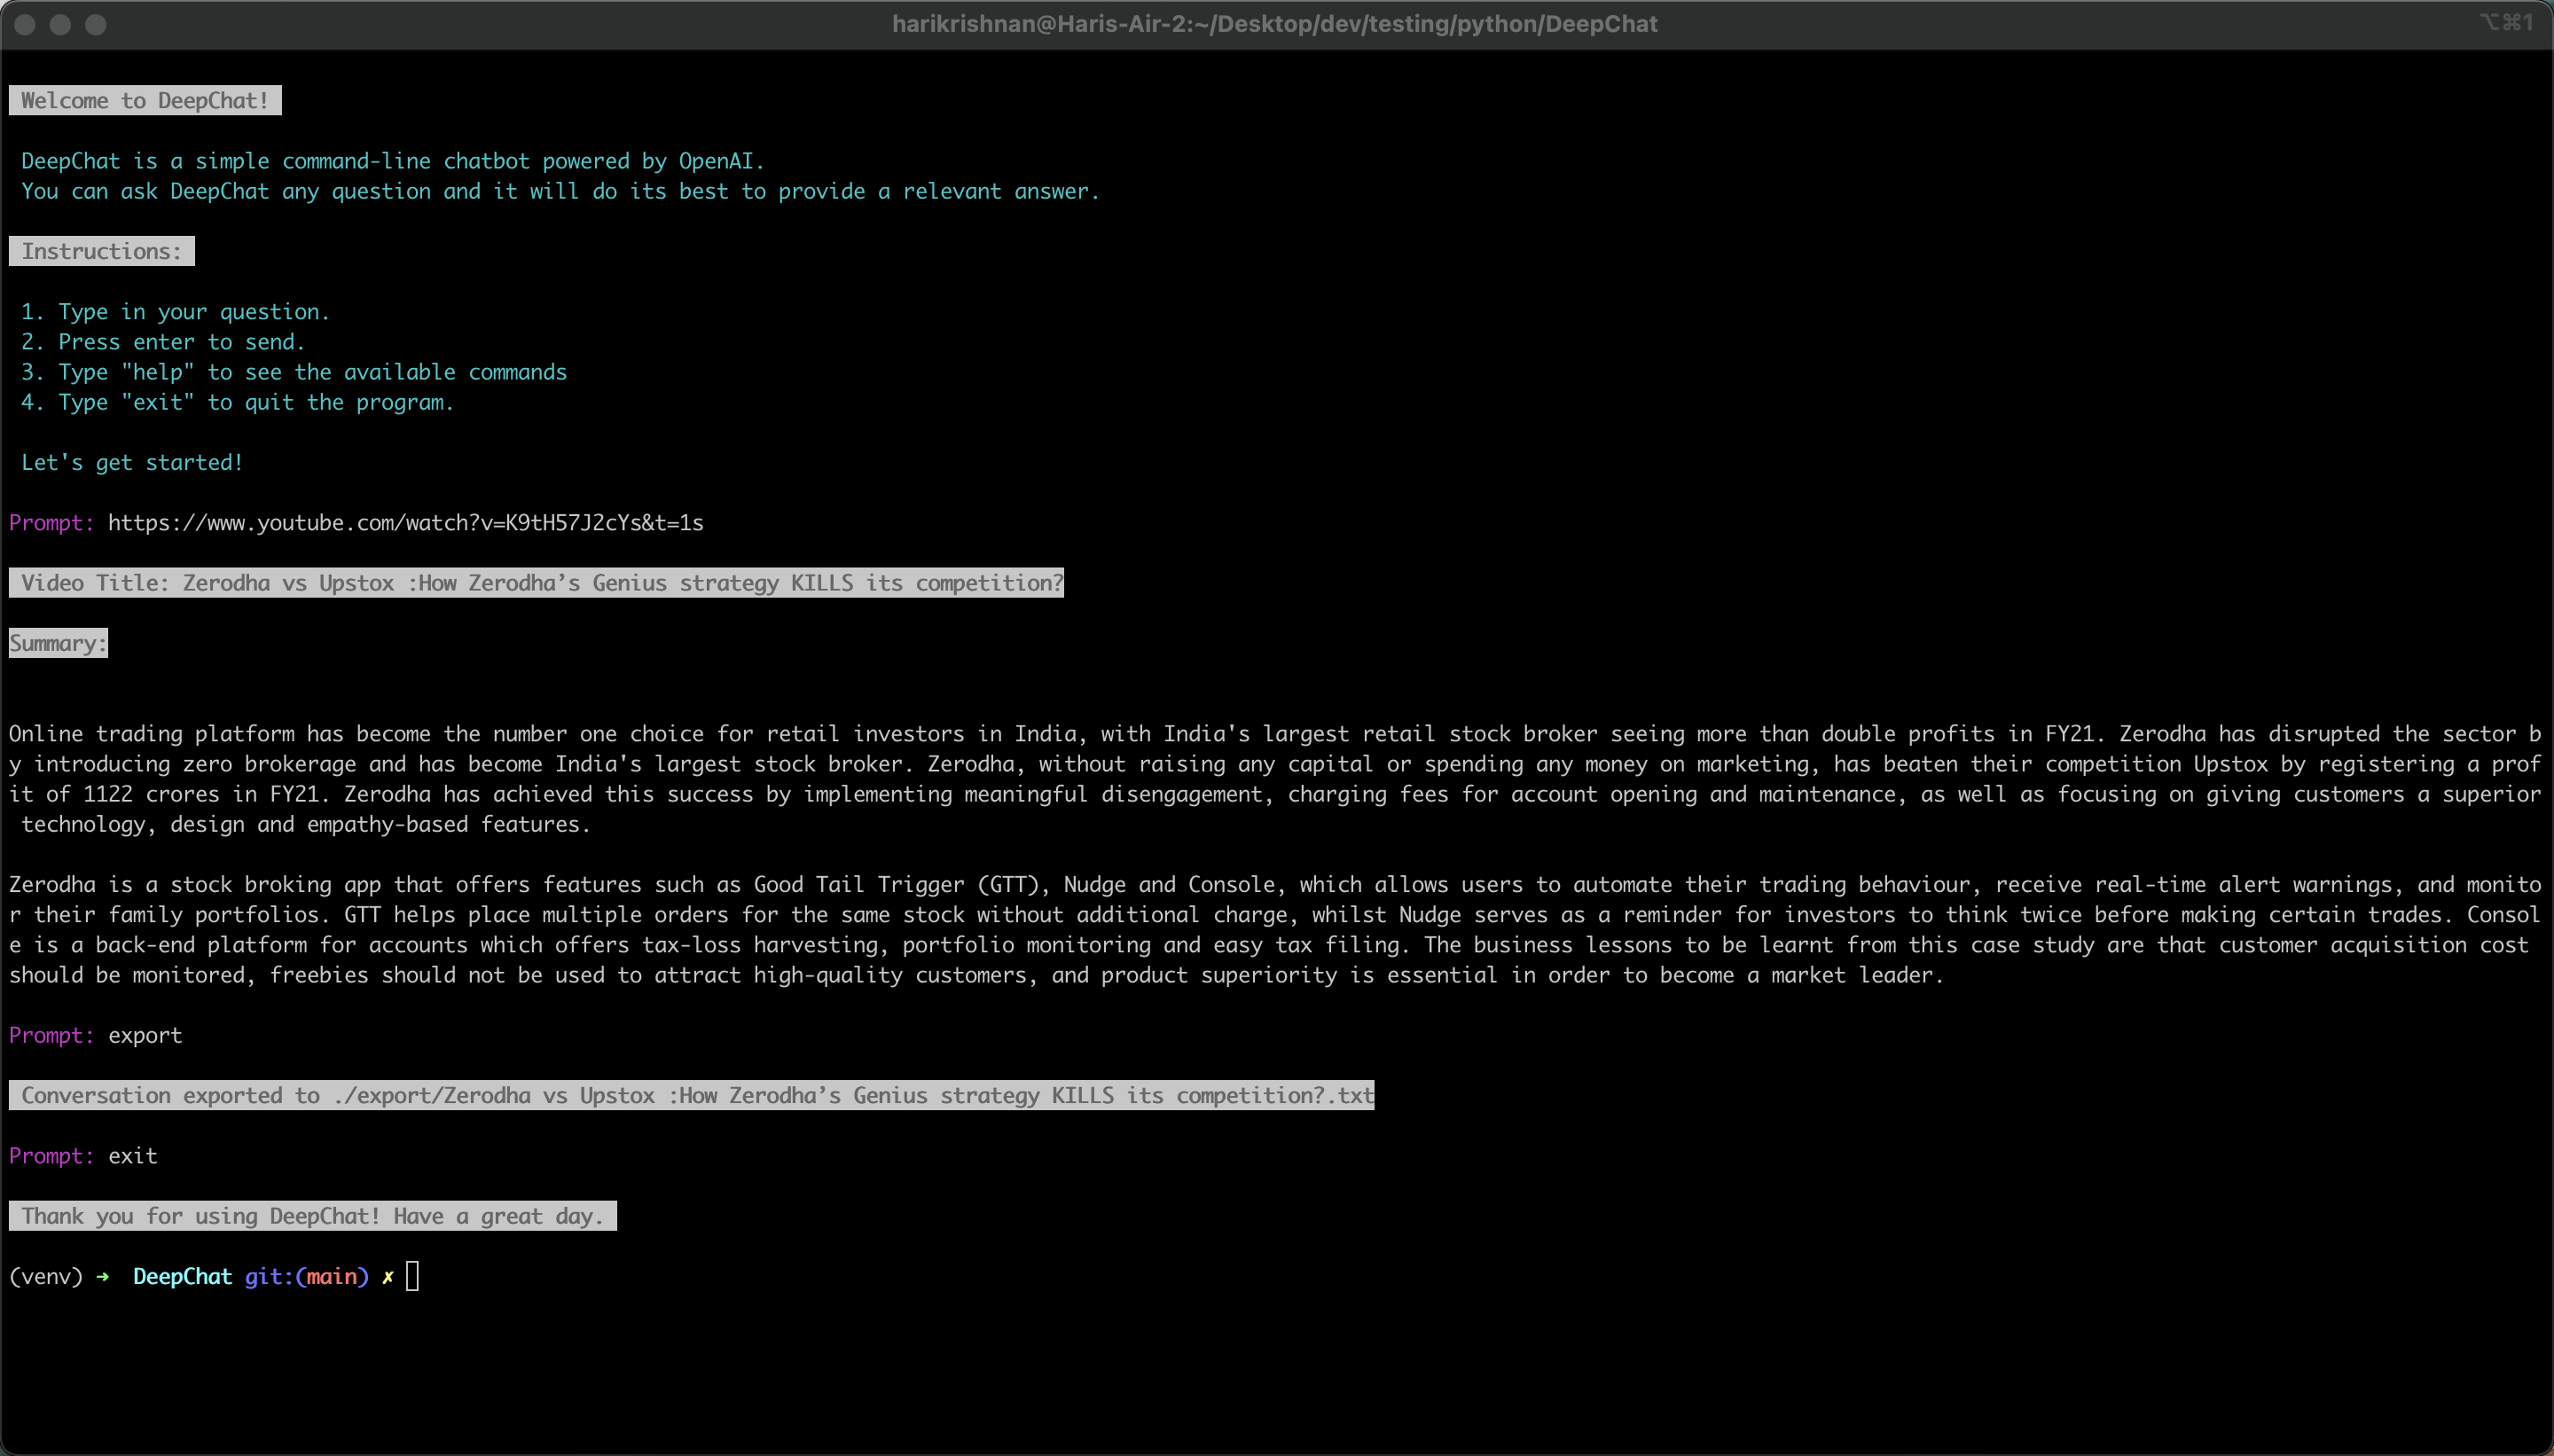 harikrishnan@Haris-Air-2:~/Desktop/dev/testing/python/DeepChat
⌥⌘1
Welcome to DeepChat!
DeepChat is a simple command-line chatbot powered by OpenAI.
You can ask DeepChat any question and it will do its best to provide a relevant answer.
Instructions:
1. Type in your question.
2. Press enter to send.
3. Type "help" to see the available commands
4. Type "exit" to quit the program.
Let's get started!
Prompt: https://www.youtube.com/watch?v=K9tH57J2cYs&t=1s
Video Title: Zerodha vs Upstox :How Zerodha’s Genius strategy KILLS its competition?
Summary:
Online trading platform has become the number one choice for retail investors in India, with India's largest retail stock broker seeing more than double profits in FY21. Zerodha has disrupted the sector b
y introducing zero brokerage and has become India's largest stock broker. Zerodha, without raising any capital or spending any money on marketing, has beaten their competition Upstox by registering a prof
it of 1122 crores in FY21. Zerodha has achieved this success by implementing meaningful disengagement, charging fees for account opening and maintenance, as well as focusing on giving customers a superior
technology, design and empathy-based features.
Zerodha is a stock broking app that offers features such as Good Tail Trigger (GTT), Nudge and Console, which allows users to automate their trading behaviour, receive real-time alert warnings, and monito
r their family portfolios. GTT helps place multiple orders for the same stock without additional charge, whilst Nudge serves as a reminder for investors to think twice before making certain trades. Consol
e is a back-end platform for accounts which offers tax-loss harvesting, portfolio monitoring and easy tax filing. The business lessons to be learnt from this case study are that customer acquisition cost
should be monitored, freebies should not be used to attract high-quality customers, and product superiority is essential in order to become a market leader.
Prompt: export
Conversation exported to ./export/Zerodha vs Upstox :How Zerodha’s Genius strategy KILLS its competition?.txt
Prompt: exit
Thank you for using DeepChat! Have a great day.
(venv) ➜  DeepChat git:(main) ✗